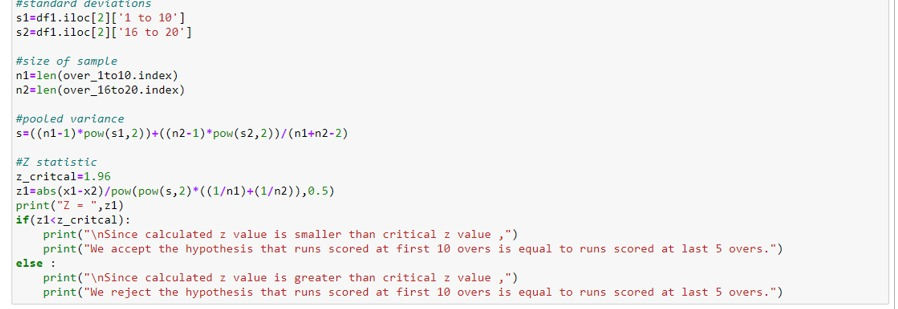 #standard deviations
s1=df1.iloc[2]['1 to 10']
s2=df1.iloc[2]['16 to 20']
#size of sample
n1=len(over_1to10.index)
n2=len(over_16to20.index)
#pooled variance
s=((n1-1)*pow(s1,2))+((n2-1)*pow(s2,2))/(n1+n2-2)
#Z statistic
z_critcal=1.96
z1=abs(x1-x2)/pow(pow(s,2)*((1/n1)+(1/n2)),0.5)
print("Z = ",z1)
if(z1<z_critcal):
    print("\nSince calculated z value is smaller than critical z value ,")
    print("We accept the hypothesis that runs scored at first 10 overs is equal to runs scored at last 5 overs.")
else :
    print("\nSince calculated z value is greater than critical z value ,")
    print("We reject the hypothesis that runs scored at first 10 overs is equal to runs scored at last 5 overs.")